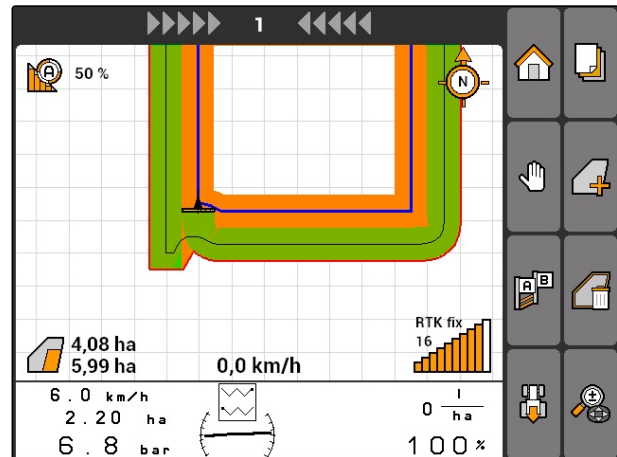 1
A 50 %
N
A B
RTK fix
16
4,08 ha
5,99 ha
0,0 km/h
6.0 km/h
2.20 ha
6.8 bar
0 l/ha
100 %